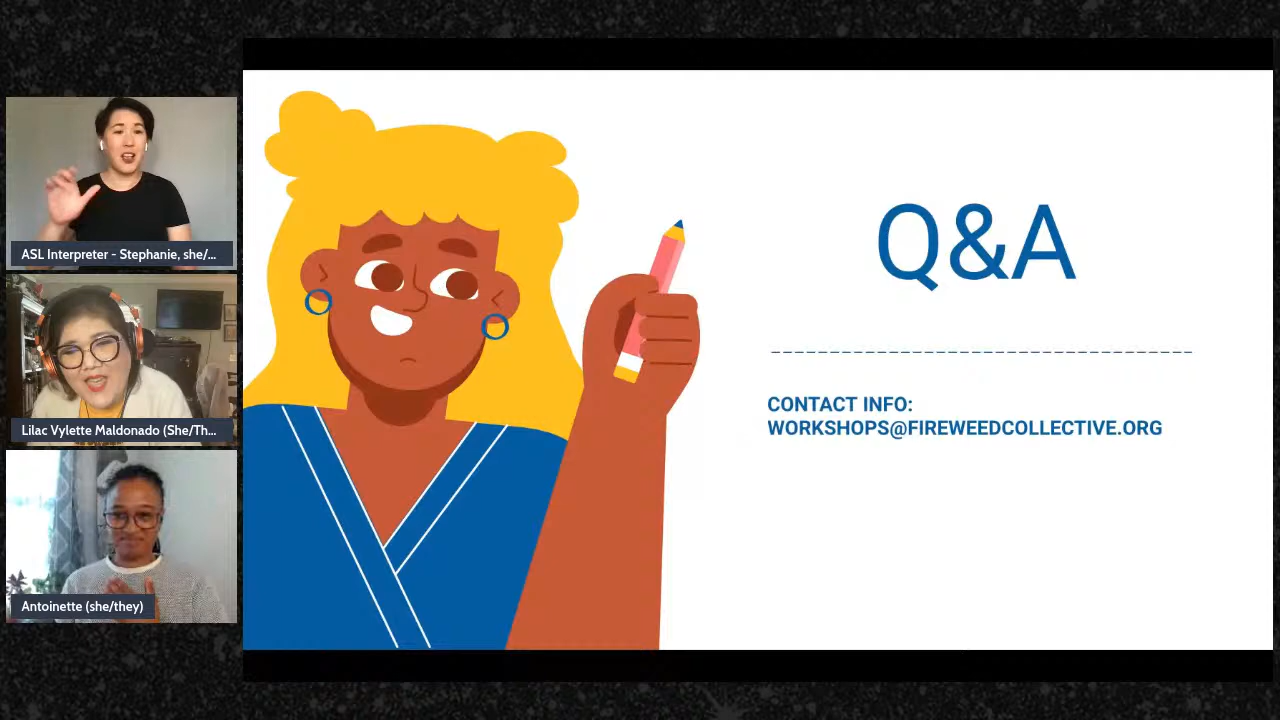 ASL Interpreter - Stephanie, she/...
Lilac Vylette Maldonado (She/Th...
Antoinette (she/they)
Q&A
CONTACT INFO:
WORKSHOPS@FIREWEEDCOLLECTIVE.ORG